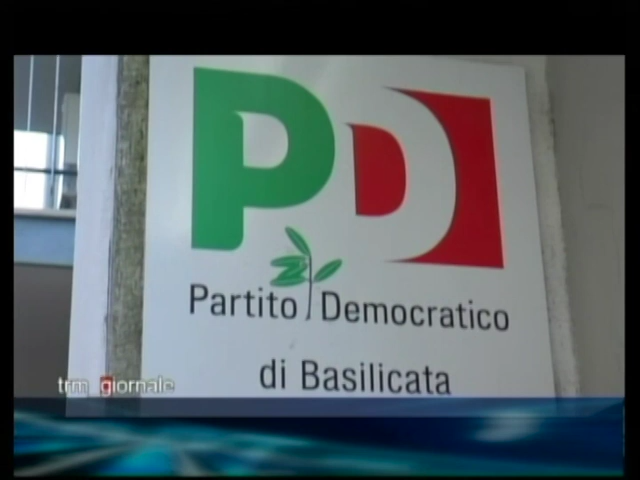 PD
Partito Democratico
di Basilicata
trm giornale